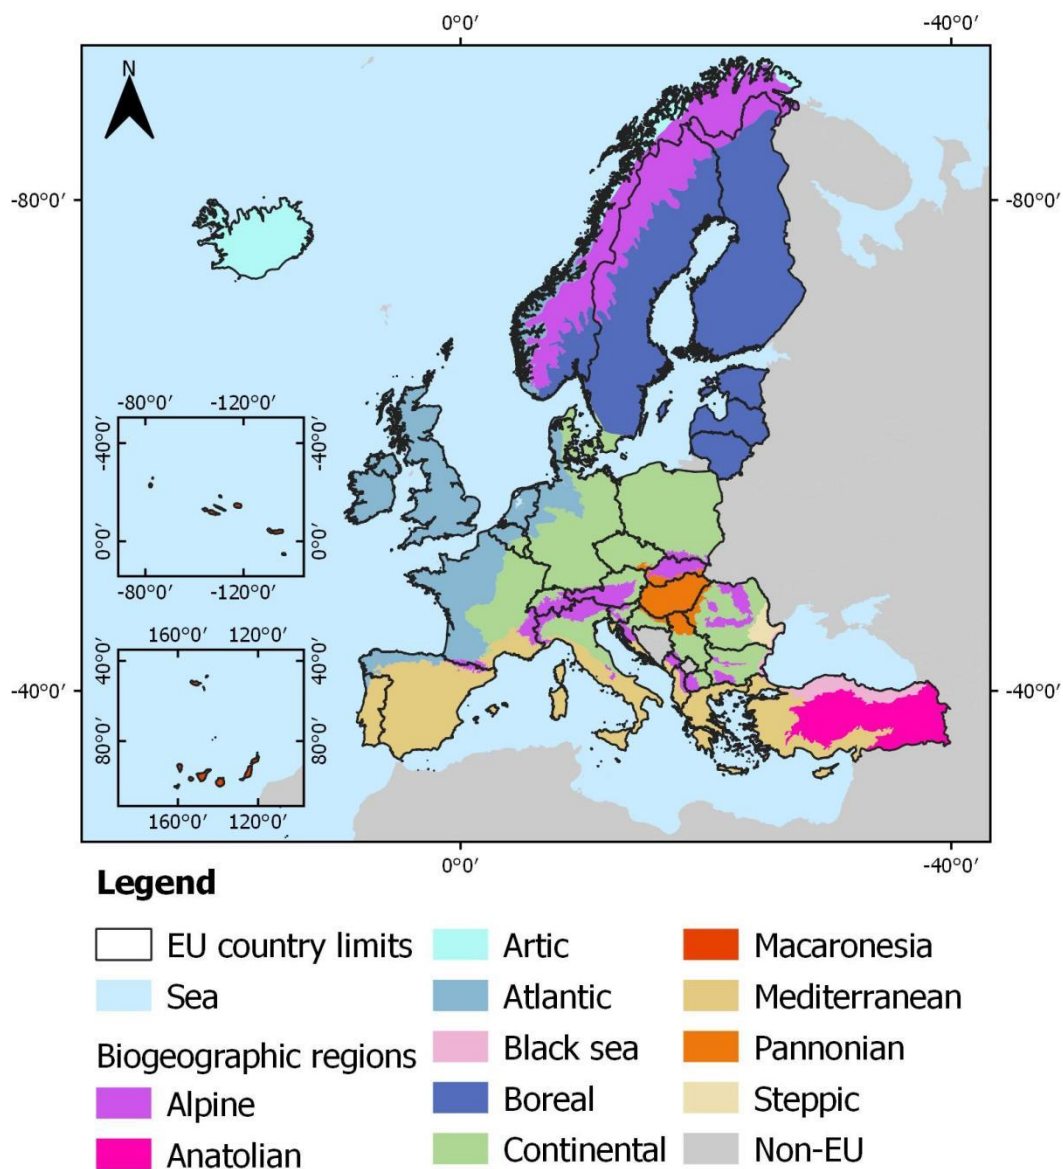 0°0′ -40°0′
N
-80°0′ -80°0′
-80°0′ -120°0′
-40°0′ -40°0′
0°0′ 0°0′
-80°0′ -120°0′
160°0′ 120°0′
40°0′ 40°0′
-40°0′ -40°0′
80°0′ 80°0′
160°0′ 120°0′
0°0′ -40°0′
Legend
EU country limits
Sea
Biogeographic regions
Alpine
Anatolian
Artic
Atlantic
Black sea
Boreal
Continental
Macaronesia
Mediterranean
Pannonian
Steppic
Non-EU